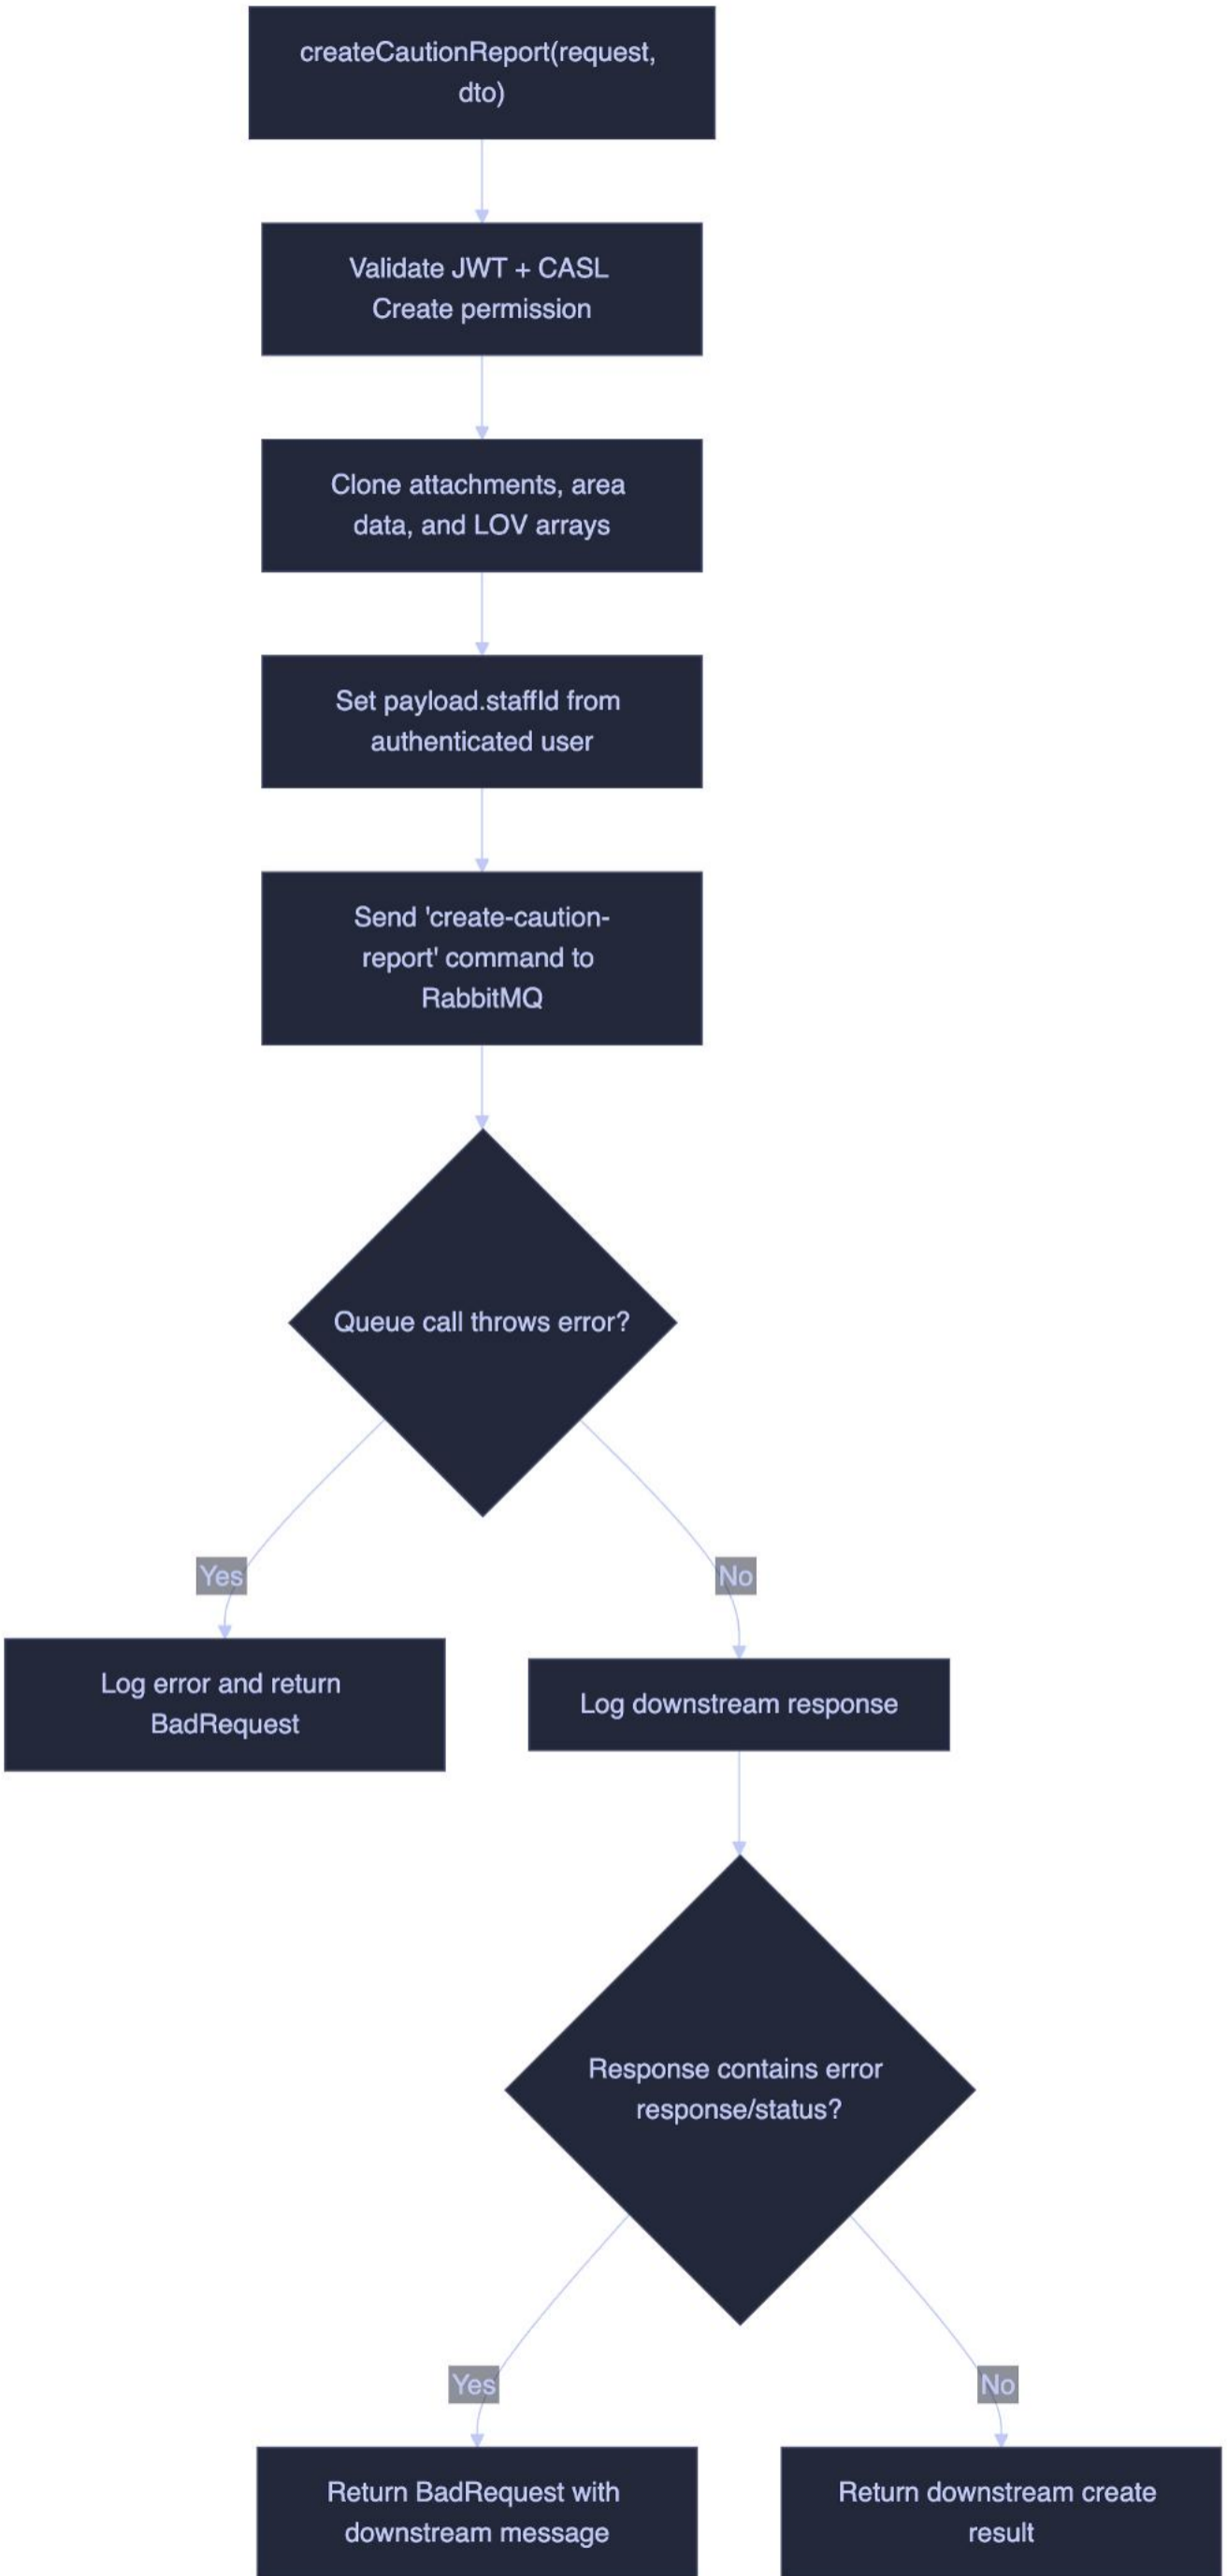 createCautionReport(request,
dto)
Validate JWT + CASL
Create permission
Clone attachments, area
data, and LOV arrays
Set payload.staffId from
authenticated user
Send 'create-caution-
report' command to
RabbitMQ
Queue call throws error?
Yes
No
Log error and return
BadRequest
Log downstream response
Response contains error
response/status?
Yes
No
Return BadRequest with
downstream message
Return downstream create
result